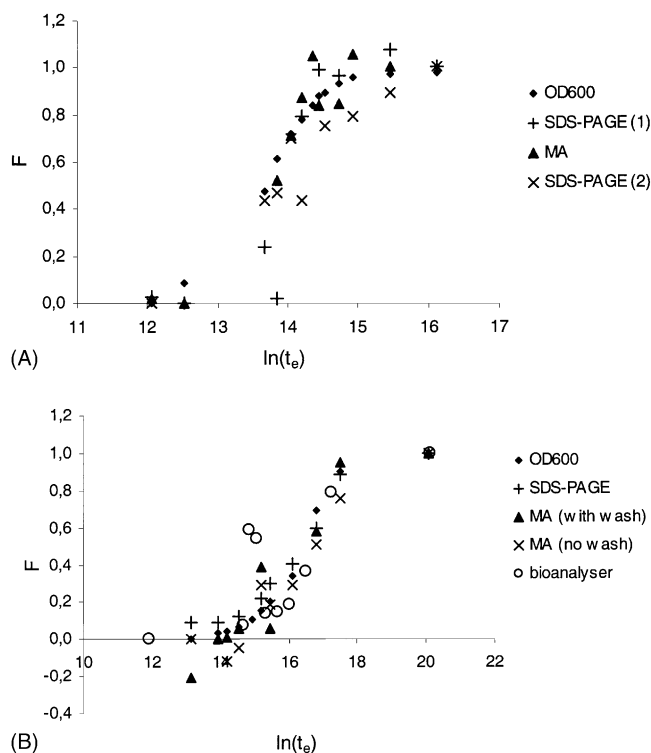 1,2
1,0
0,8
0,6
0,4
0,2
0,0
F
11 12 13 14 15 16 17
ln(te)
(A)
OD600
SDS-PAGE (1)
MA
SDS-PAGE (2)
1,2
1,0
0,8
0,6
0,4
0,2
0,0
-0,2
-0,4
F
10 12 14 16 18 20 22
ln(te)
(B)
OD600
SDS-PAGE
MA (with wash)
MA (no wash)
bioanalyser